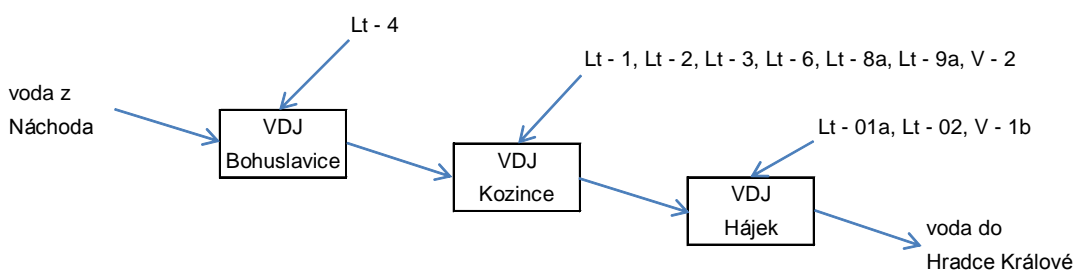 Lt - 4
Lt - 1, Lt - 2, Lt - 3, Lt - 6, Lt - 8a, Lt - 9a, V - 2
voda z
Náchoda
VDJ
Bohuslavice
Lt - 01a, Lt - 02, V - 1b
VDJ
Kozince
VDJ
Hájek
voda do
Hradce Králové